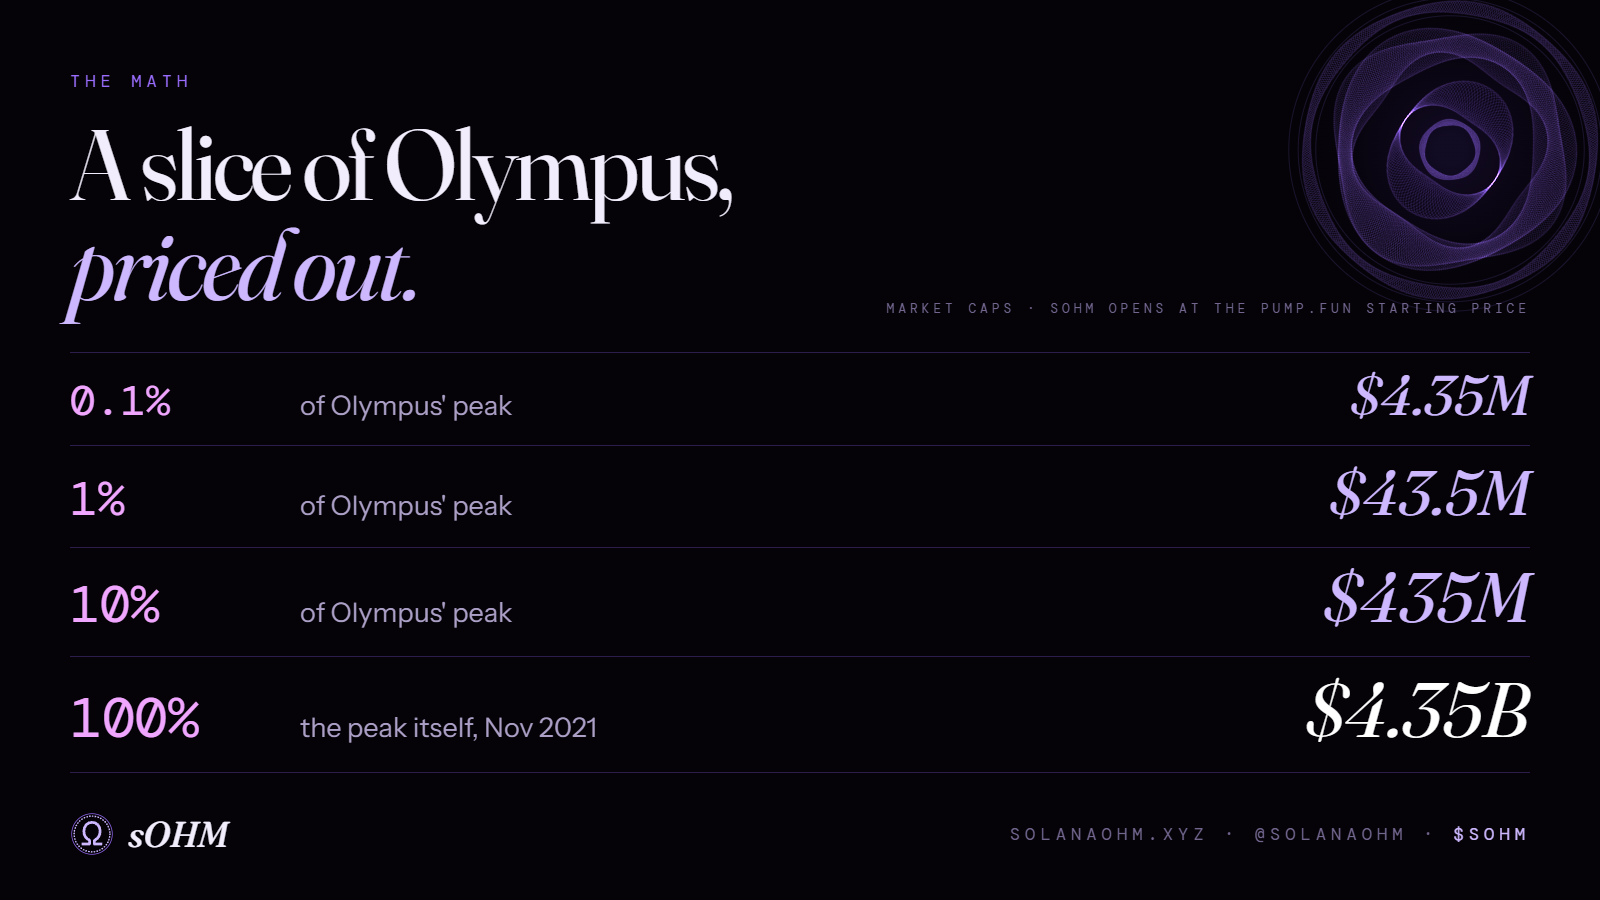 THE MATH
A slice of Olympus,
priced out.
MARKET CAPS · SOHM OPENS AT THE PUMP.FUN STARTING PRICE
0.1% of Olympus' peak $4.35M
1% of Olympus' peak $43.5M
10% of Olympus' peak $435M
100% the peak itself, Nov 2021 $4.35B
Ω sOHM SOLANAOHM.XYZ · @SOLANAOHM · $SOHM